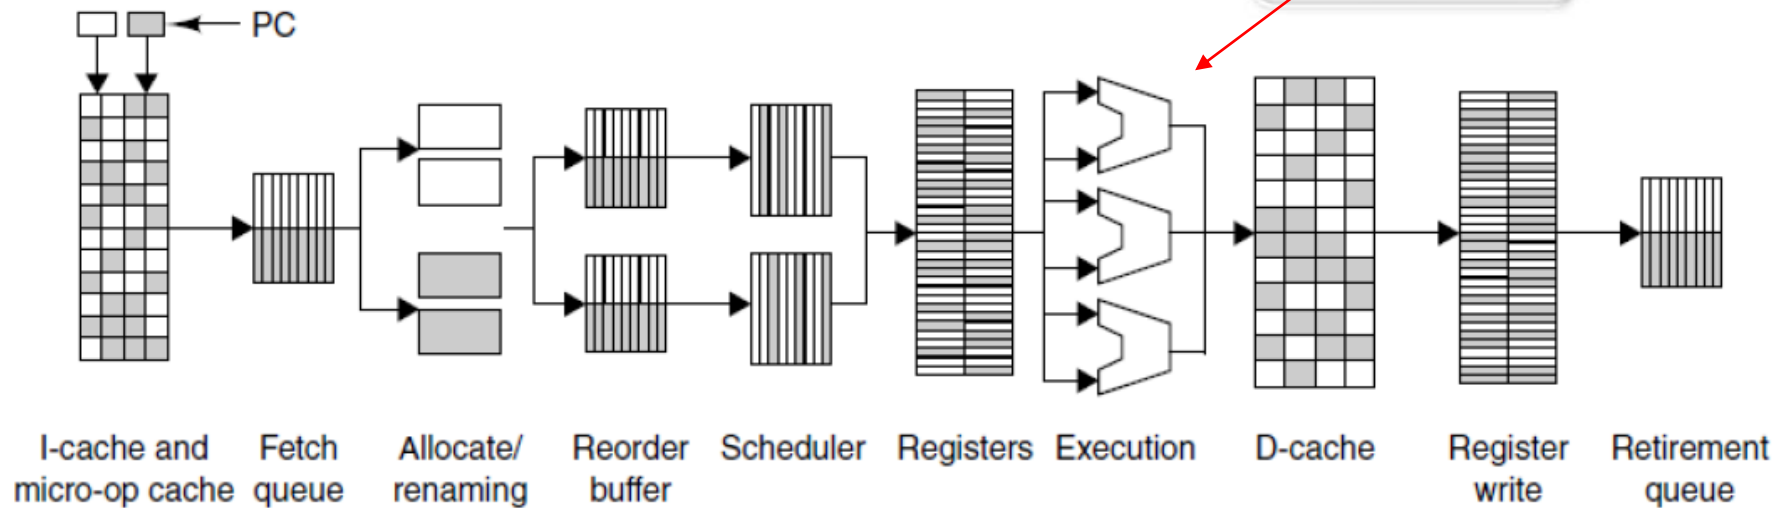 PC
I-cache and
micro-op cache
Fetch
queue
Allocate/
renaming
Reorder
buffer
Scheduler
Registers
Execution
D-cache
Register
write
Retirement
queue